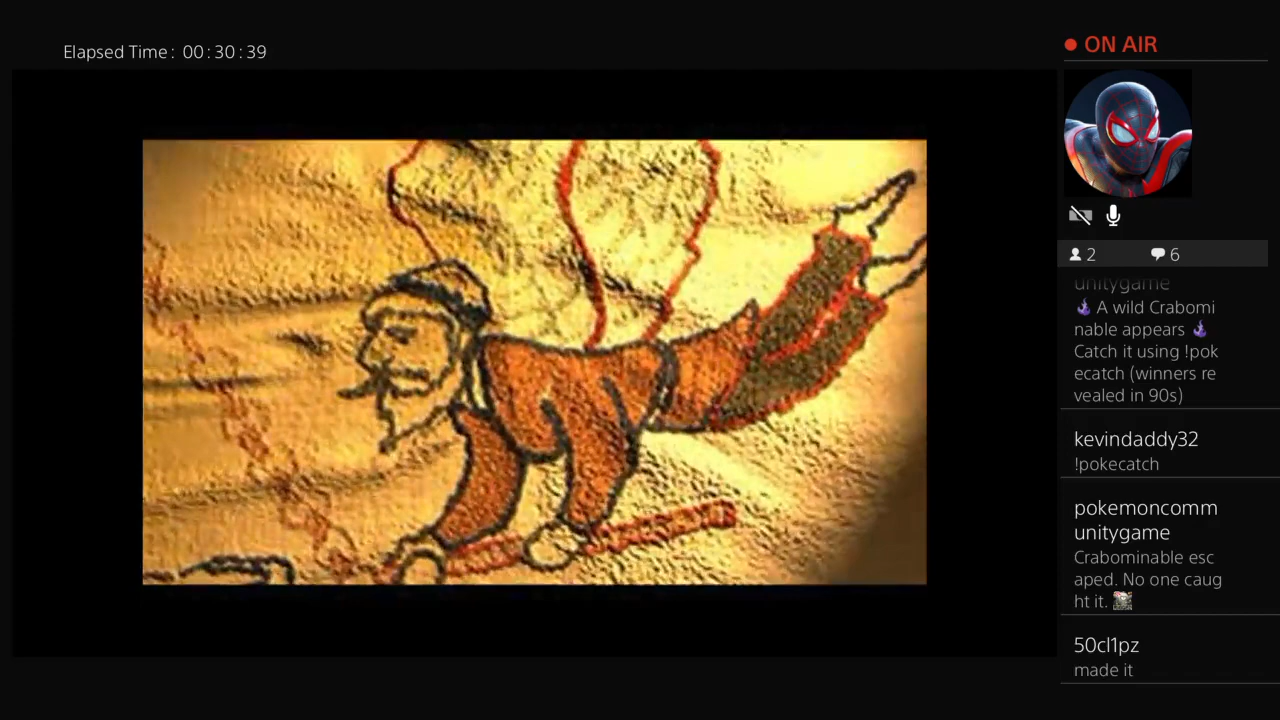 Elapsed Time: 00:30:39
ON AIR
2
6
unitygame
A wild Crabomi
nable appears
Catch it using !pok
ecatch (winners re
vealed in 90s)
kevindaddy32
!pokecatch
pokemoncomm
unitygame
Crabominable esc
aped. No one caug
ht it.
50cl1pz
made it